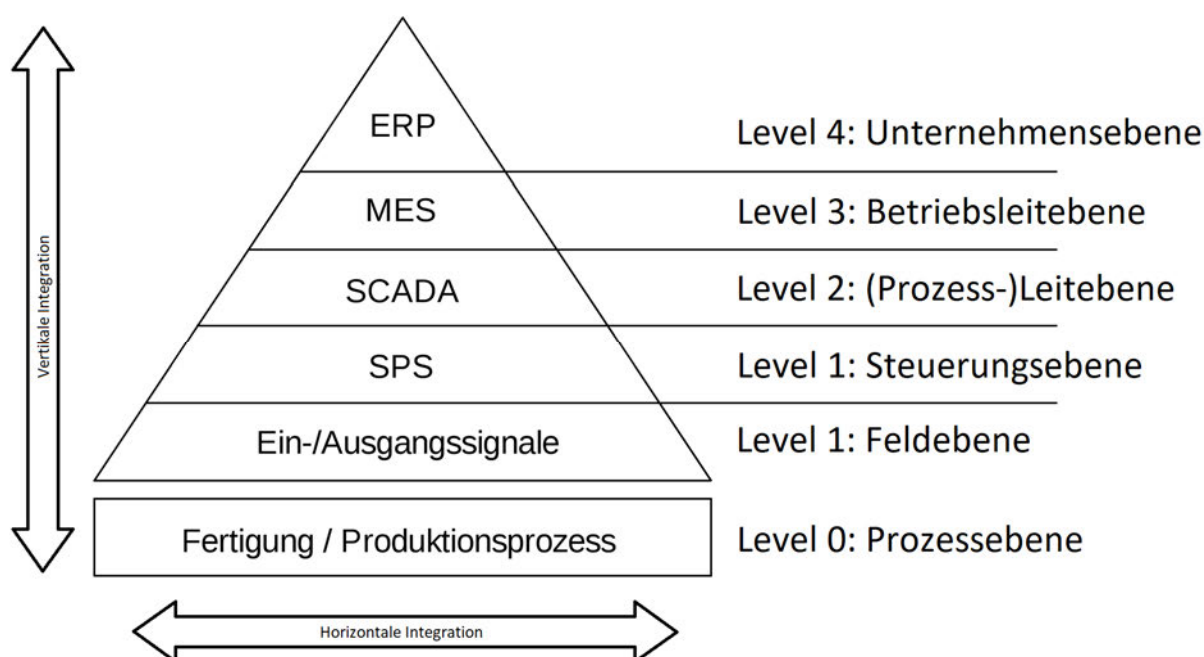 Vertikale Integration
ERP
Level 4: Unternehmensebene
MES
Level 3: Betriebsleitebene
SCADA
Level 2: (Prozess-)Leitebene
SPS
Level 1: Steuerungsebene
Ein-/Ausgangssignale
Level 1: Feldebene
Fertigung / Produktionsprozess
Level 0: Prozessebene
Horizontale Integration